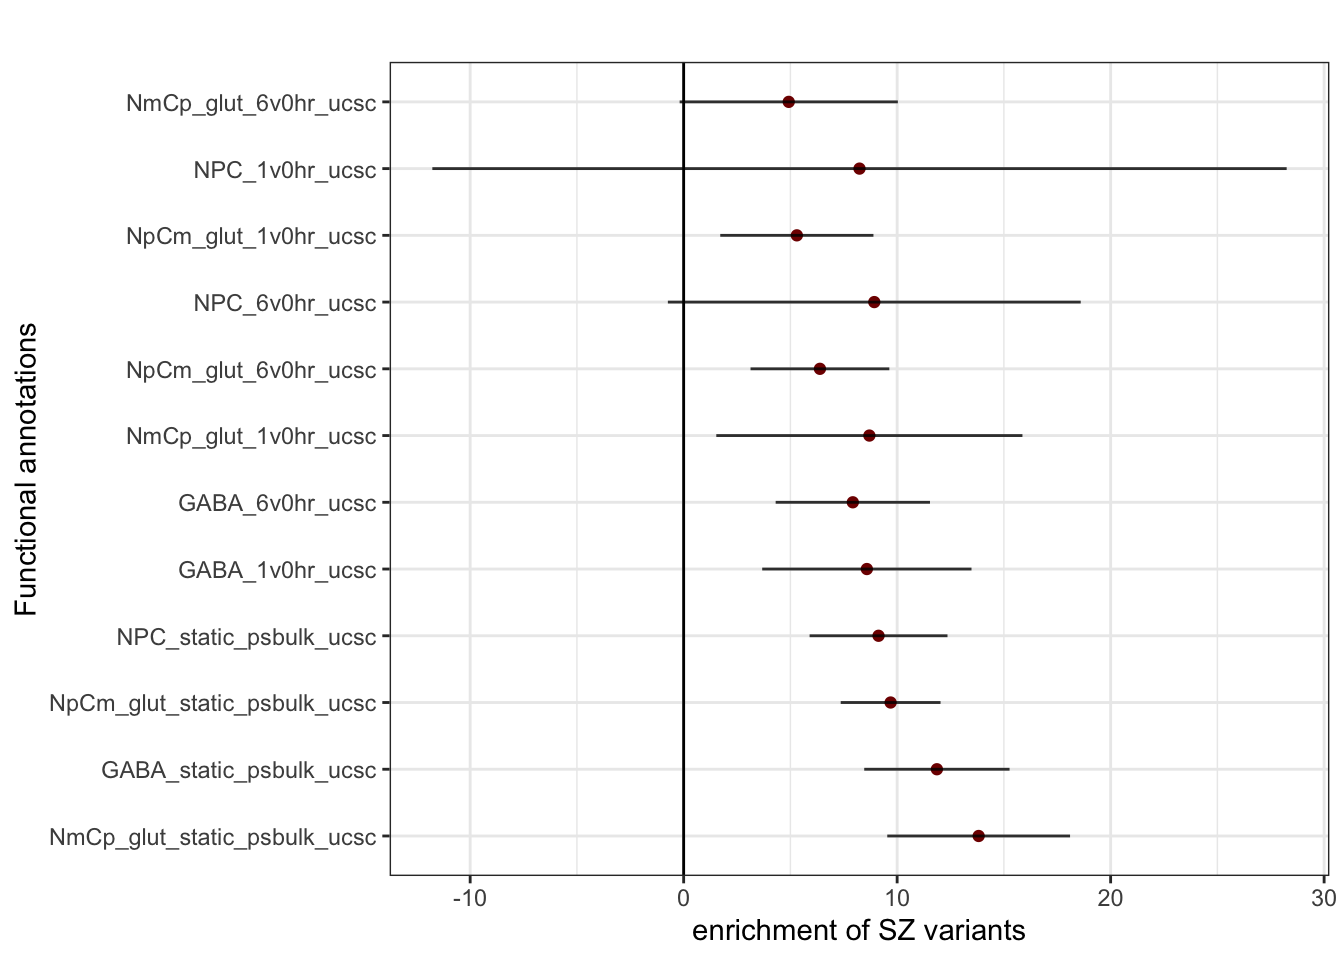 Functional annotations
NmCp_glut_6v0hr_ucsc
NPC_1v0hr_ucsc
NpCm_glut_1v0hr_ucsc
NPC_6v0hr_ucsc
NpCm_glut_6v0hr_ucsc
NmCp_glut_1v0hr_ucsc
GABA_6v0hr_ucsc
GABA_1v0hr_ucsc
NPC_static_psbulk_ucsc
NpCm_glut_static_psbulk_ucsc
GABA_static_psbulk_ucsc
NmCp_glut_static_psbulk_ucsc
-10 0 10 20 30
enrichment of SZ variants